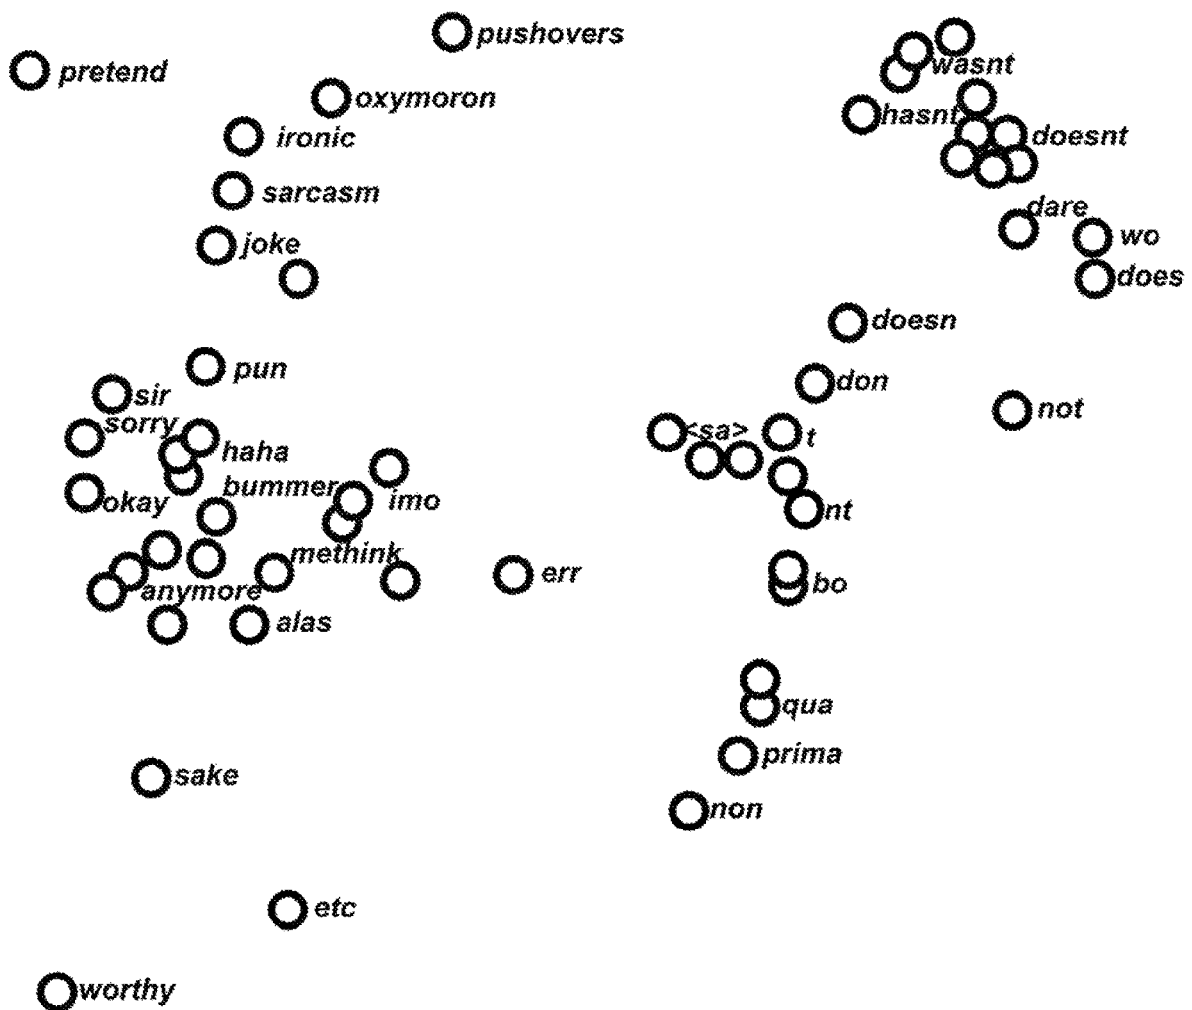 pushovers
pretend
wasnt
oxymoron
hasnt
ironic
doesnt
sarcasm
dare
wo
joke
does
doesn
pun
don
sir
not
sorry
<sa>
t
haha
bummer
imo
okay
nt
methink
err
bo
anymore
alas
qua
prima
sake
non
etc
worthy